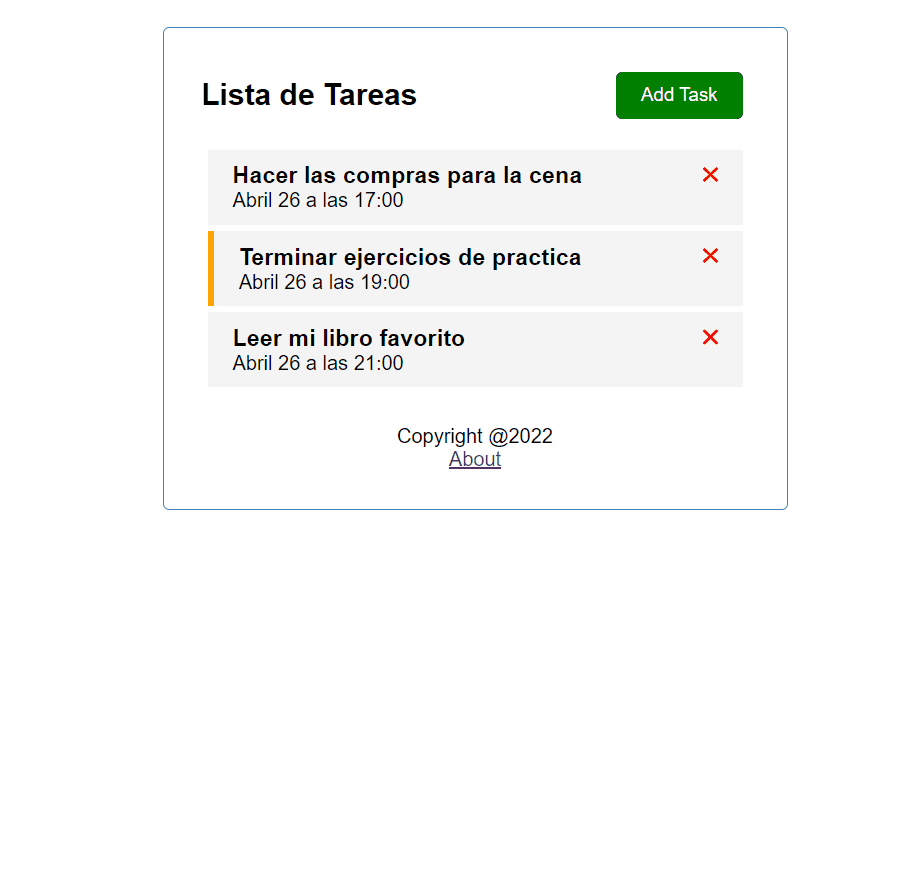 Lista de Tareas
Add Task
Hacer las compras para la cena
Abril 26 a las 17:00
Terminar ejercicios de practica
Abril 26 a las 19:00
Leer mi libro favorito
Abril 26 a las 21:00
Copyright @2022
About